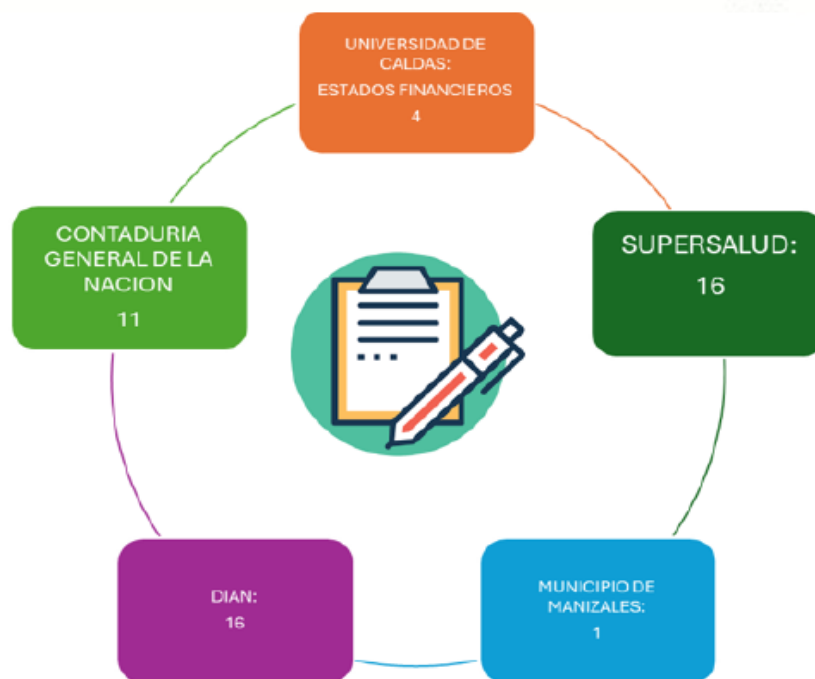 UNIVERSIDAD DE
CALDAS:
ESTADOS FINANCIEROS
4
CONTADURIA
GENERAL DE LA
NACION
11
SUPERSALUD:
16
DIAN:
16
MUNICIPIO DE
MANIZALES:
1